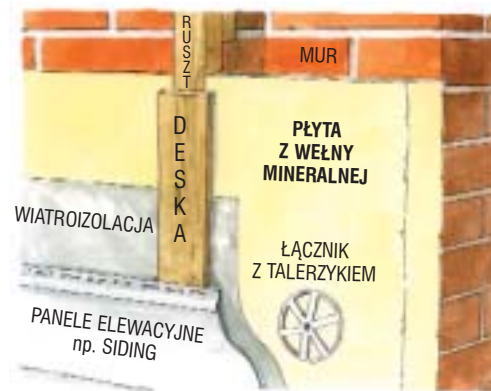 RUSZT
MUR
DESKA
PŁYTA
Z WEŁNY
MINERALNEJ
WIATROIZOLACJA
ŁĄCZNIK
Z TALERZYKIEM
PANELE ELEWACYJNE
np. SIDING